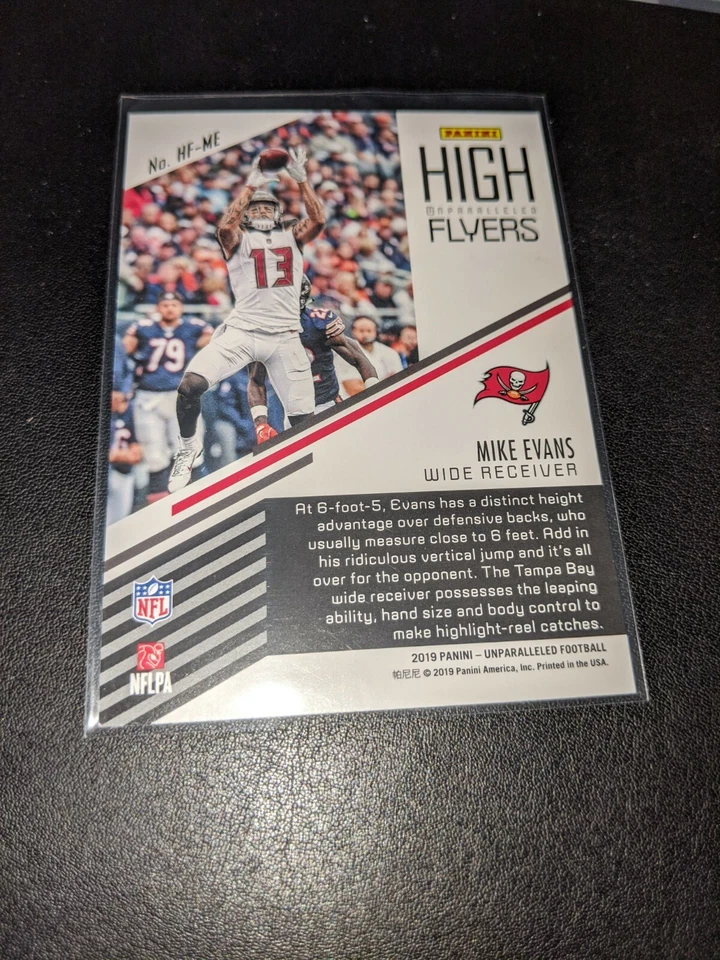 No. HF-ME
PANINI
HIGH
UNPARALLELED
FLYERS
13
79
MIKE EVANS
WIDE RECEIVER
At 6-foot-5, Evans has a distinct height
advantage over defensive backs, who
usually measure close to 6 feet. Add in
his ridiculous vertical jump and it's all
over for the opponent. The Tampa Bay
wide receiver possesses the leaping
ability, hand size and body control to
make highlight-reel catches.
NFL
NFLPA
2019 PANINI – UNPARALLELED FOOTBALL
帕尼尼 © 2019 Panini America, Inc. Printed in the USA.